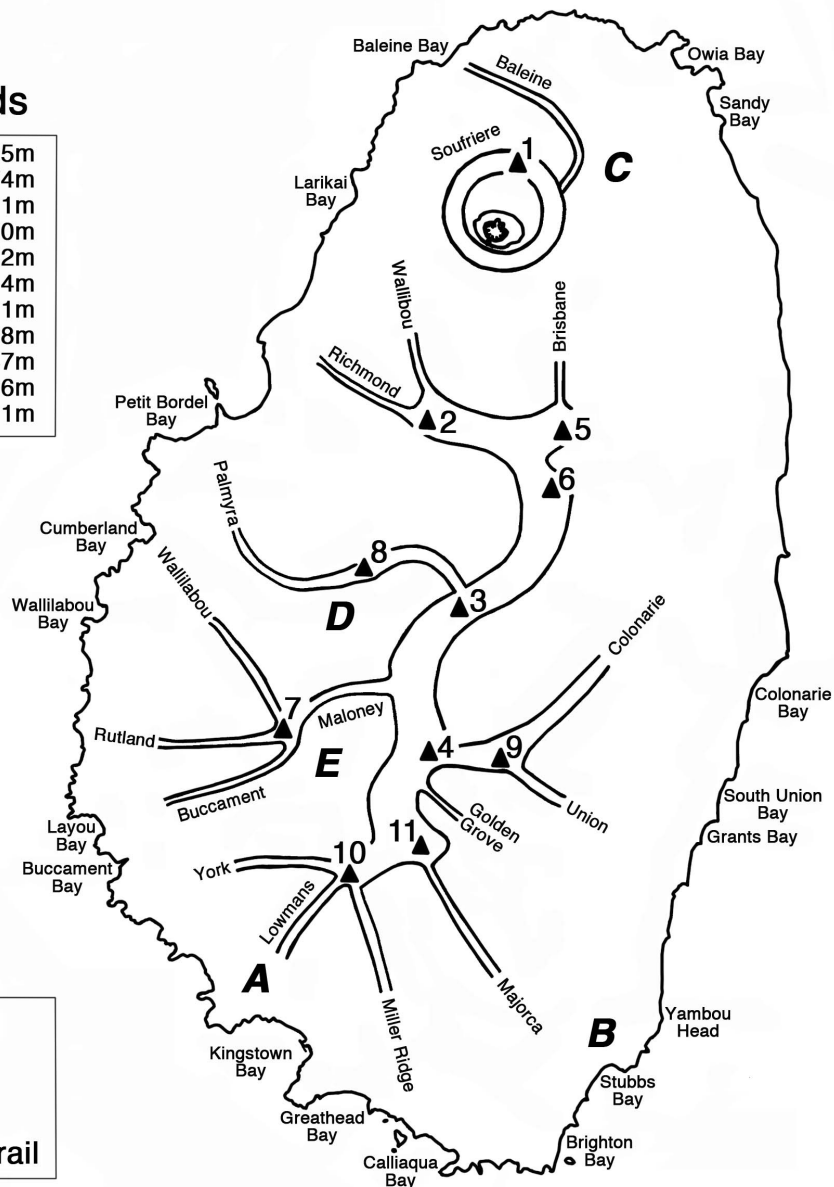 Baleine Bay
Baleine
Owia Bay
ds
Sandy
Bay
5m
4m
1m
0m
2m
4m
1m
8m
7m
6m
1m
Soufriere
1
C
Larikai
Bay
Wallibou
Brisbane
Richmond
Petit Bordel
Bay
2
5
6
Palmyra
Cumberland
Bay
8
Wallilabou
Wallilabou
Bay
D
3
Colonarie
Colonarie
Bay
7
Maloney
Rutland
E
4
9
Buccament
South Union
Bay
Golden
Grove
Union
Layou
Bay
11
Grants Bay
Buccament
Bay
York
10
Lowmans
A
Majorca
Miller Ridge
B
Yambou
Head
Kingstown
Bay
Stubbs
Bay
Greathead
Bay
rail
Brighton
Bay
Calliaqua
Bay